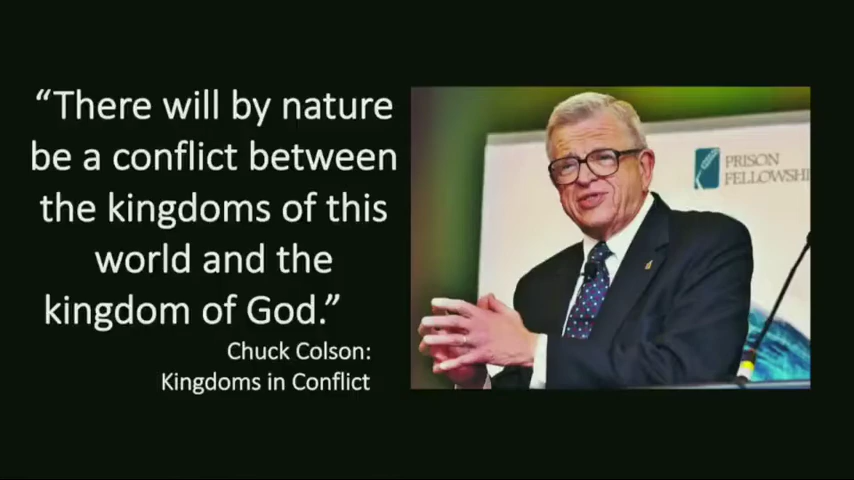 “There will by nature
be a conflict between
the kingdoms of this
world and the
kingdom of God.”
Chuck Colson:
Kingdoms in Conflict
PRISON
FELLOWSHI